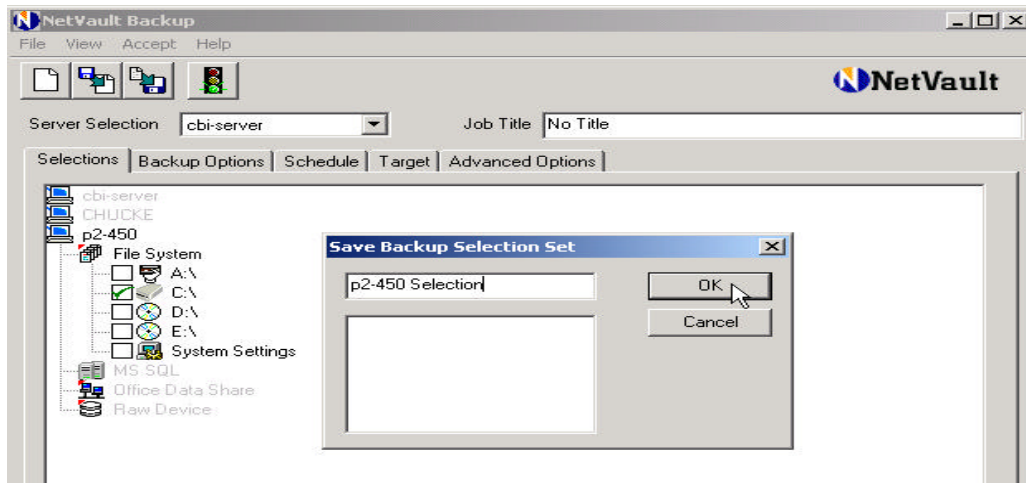 NetVault Backup
File View Accept Help
NetVault
Server Selection cbi-server Job Title No Title
Selections Backup Options Schedule Target Advanced Options
cbi-server
CHUCKE
p2-450
File System
A:\
C:\
D:\
E:\
System Settings
MS SQL
Office Data Share
Raw Device
Save Backup Selection Set
p2-450 Selection
OK
Cancel